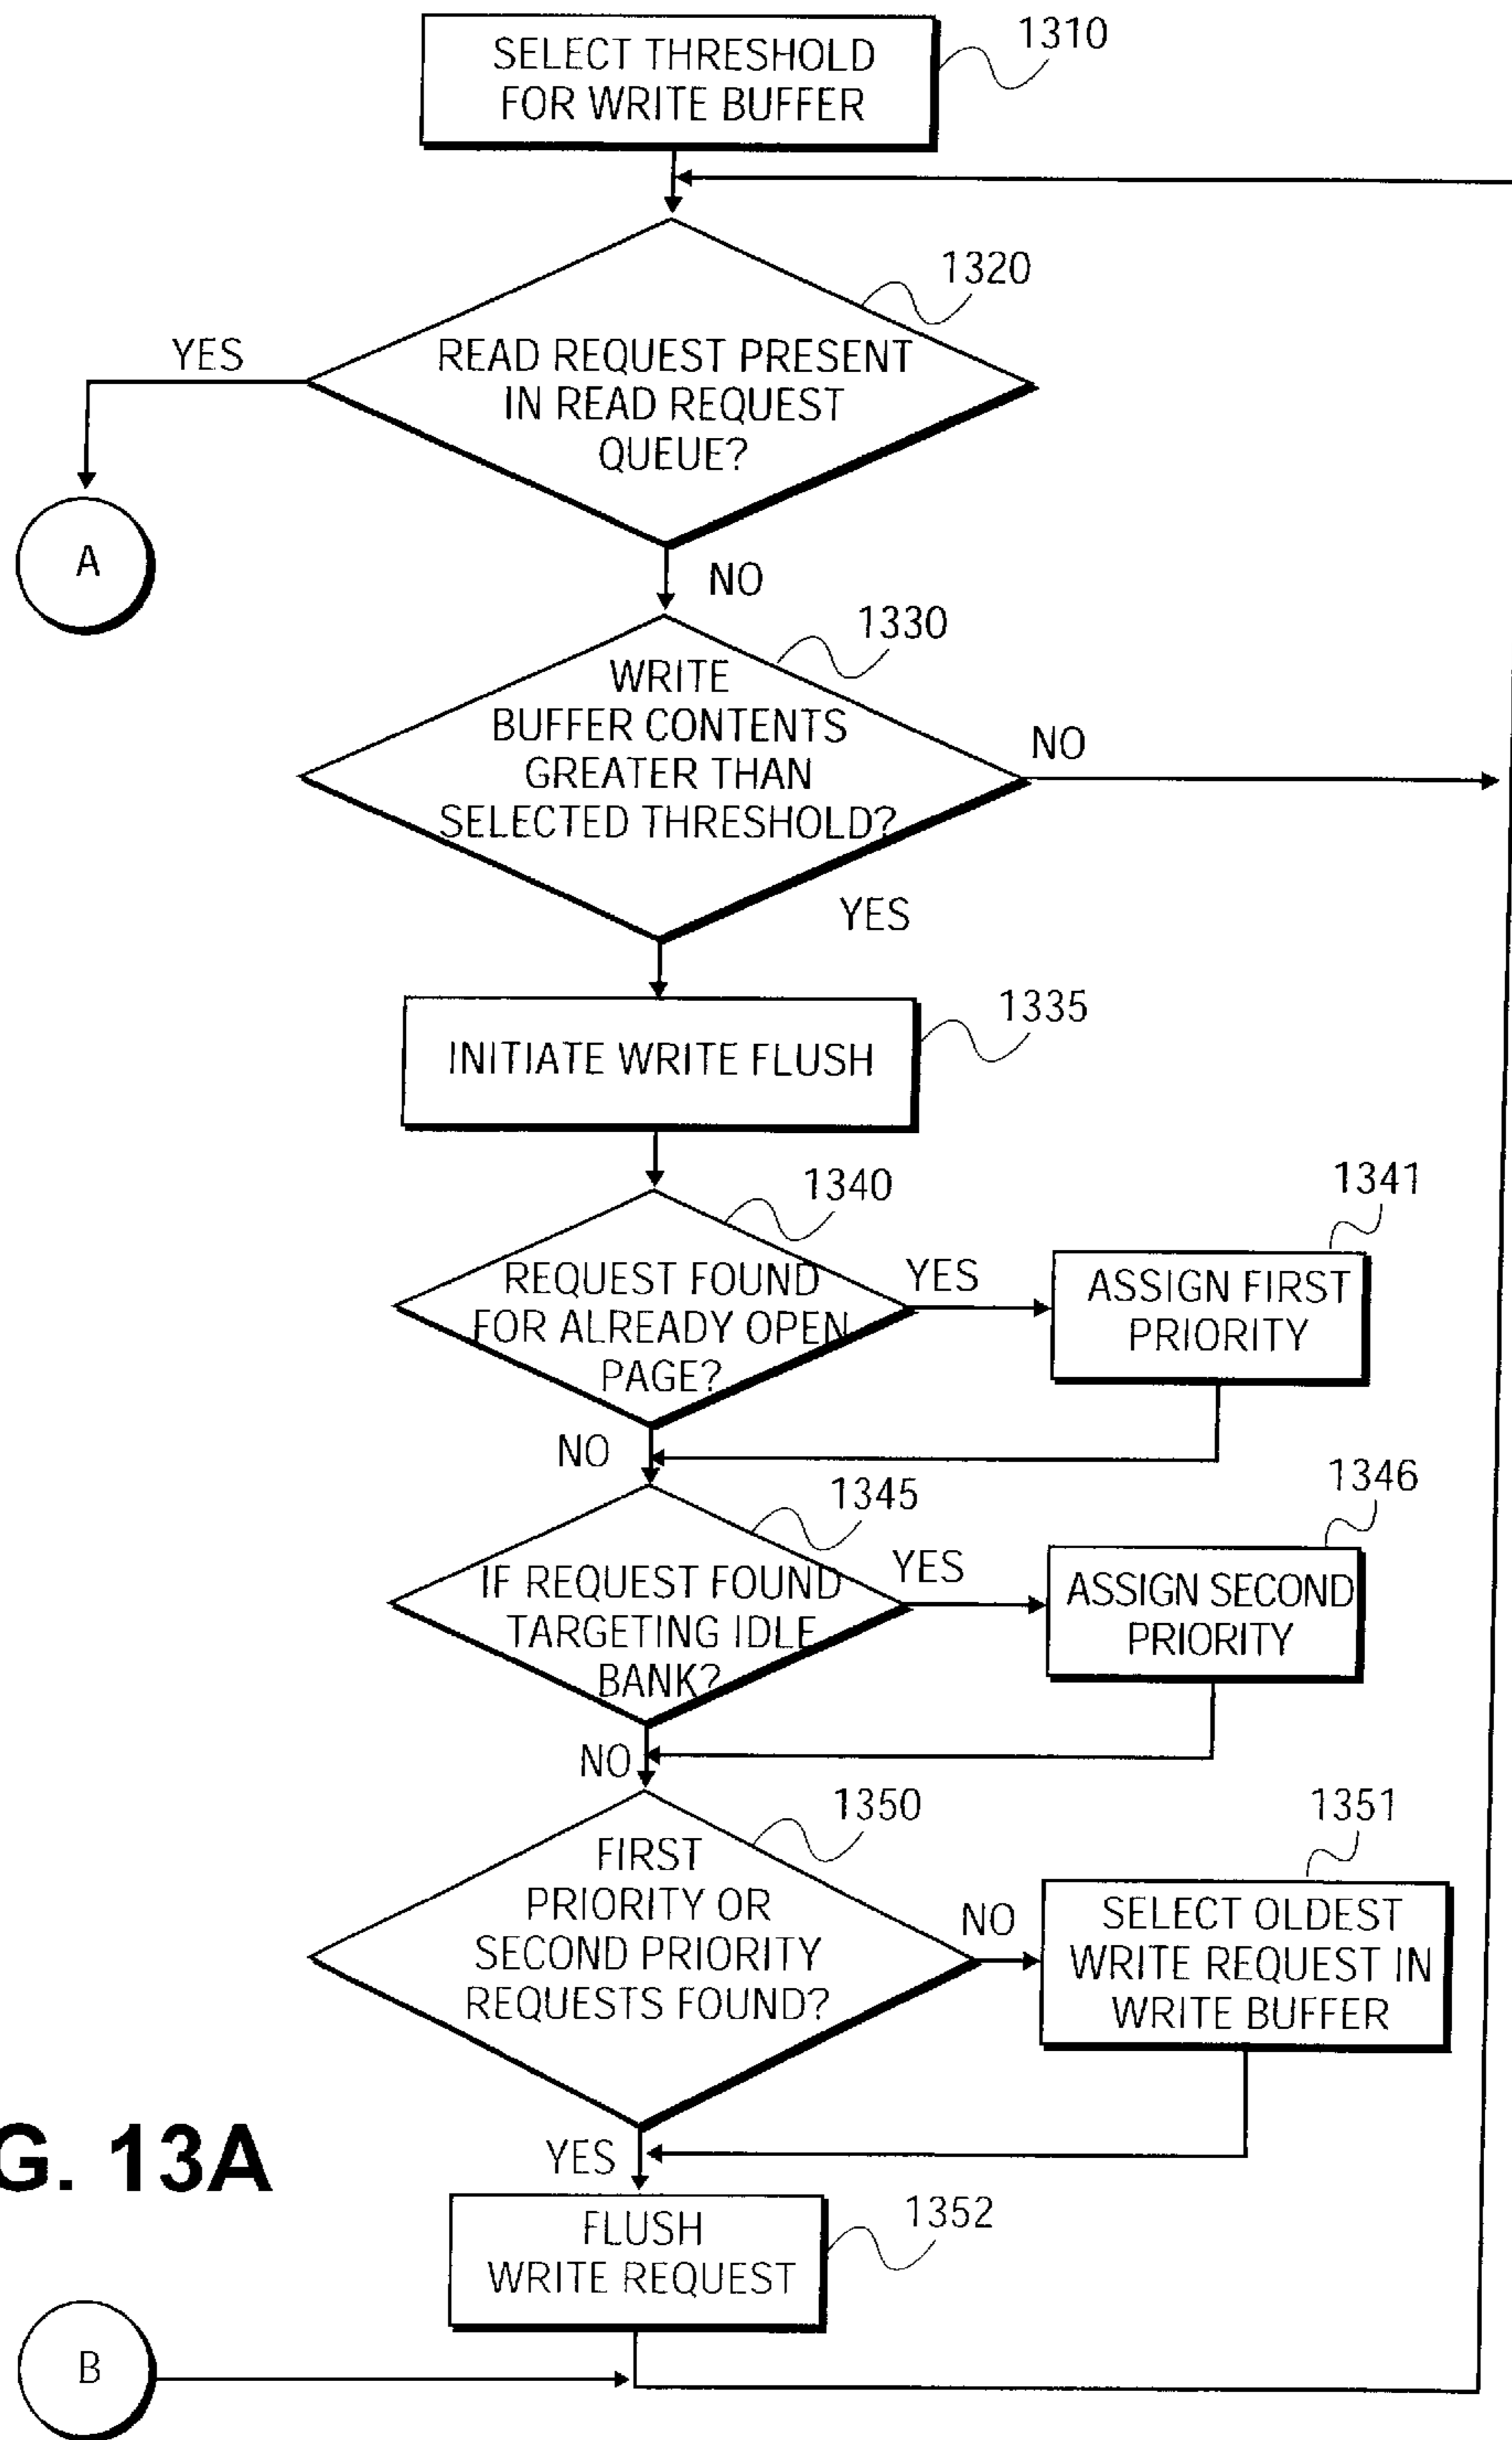 SELECT THRESHOLD
FOR WRITE BUFFER
1310
1320
YES
READ REQUEST PRESENT
IN READ REQUEST
QUEUE?
A
NO
1330
WRITE
BUFFER CONTENTS
GREATER THAN
SELECTED THRESHOLD?
NO
YES
1335
INITIATE WRITE FLUSH
1340
1341
REQUEST FOUND
FOR ALREADY OPEN
PAGE?
YES
ASSIGN FIRST
PRIORITY
NO
1345
1346
IF REQUEST FOUND
TARGETING IDLE
BANK?
YES
ASSIGN SECOND
PRIORITY
NO
1350
1351
FIRST
PRIORITY OR
SECOND PRIORITY
REQUESTS FOUND?
NO
SELECT OLDEST
WRITE REQUEST IN
WRITE BUFFER
YES
G. 13A
1352
FLUSH
WRITE REQUEST
B